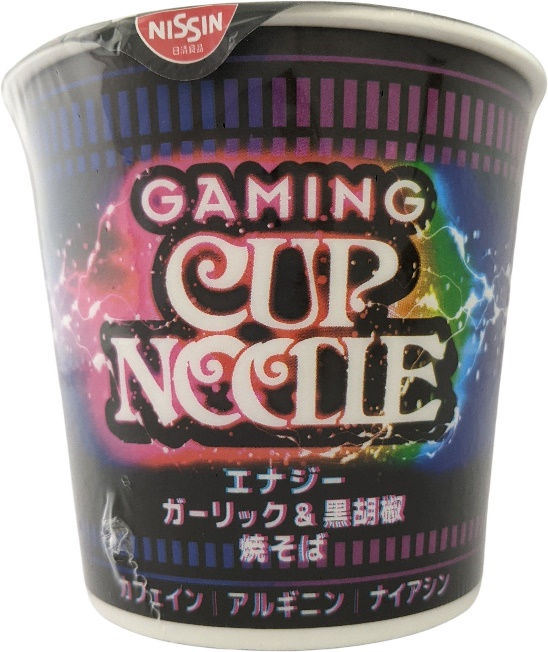 NISSIN
日清食品
GAMING
CUP
NOODLE
エナジー
ガーリック&黒胡椒
焼そば
カフェイン|アルギニン|ナイアシン